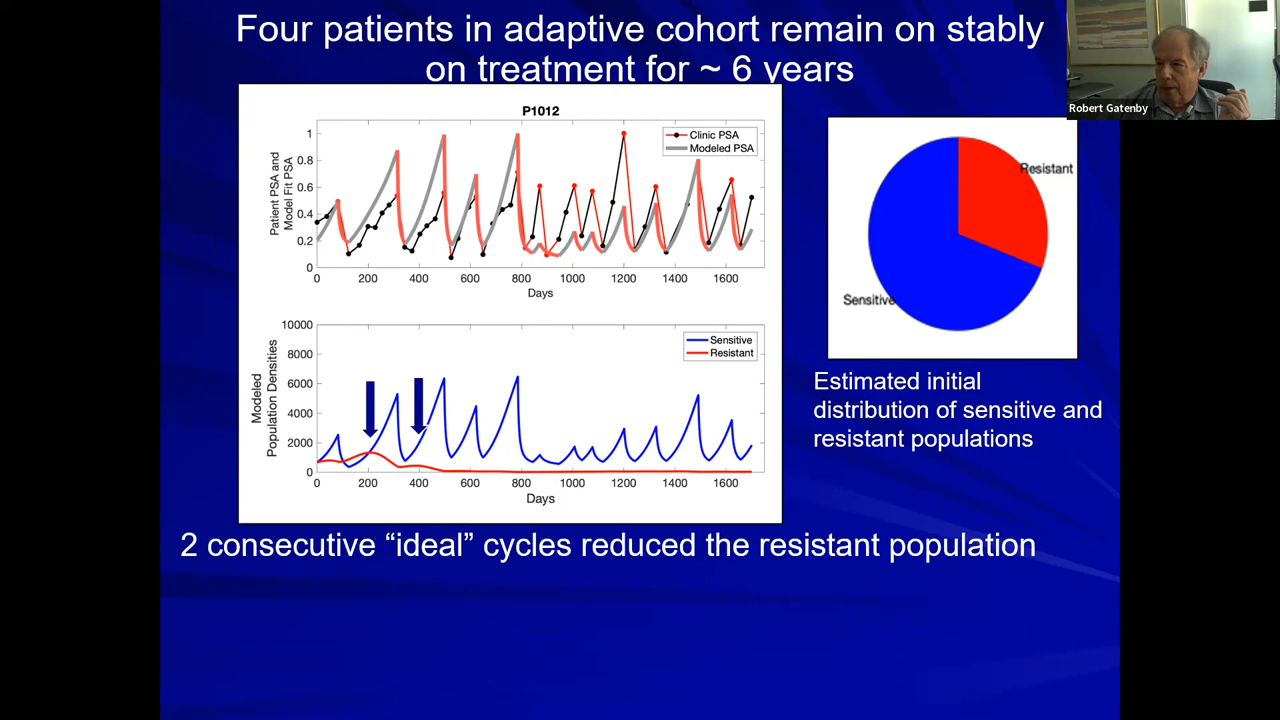 Four patients in adaptive cohort remain on stably
on treatment for ~ 6 years
Robert Gatenby
P1012
Patient PSA and
Model Fit PSA
1
0.8
0.6
0.4
0.2
0
Clinic PSA
Modeled PSA
0 200 400 600 800 1000 1200 1400 1600
Days
Modeled
Population Densities
10000
8000
6000
4000
2000
0
Sensitive
Resistant
0 200 400 600 800 1000 1200 1400 1600
Days
Resistant
Sensitive
Estimated initial
distribution of sensitive and
resistant populations
2 consecutive “ideal” cycles reduced the resistant population